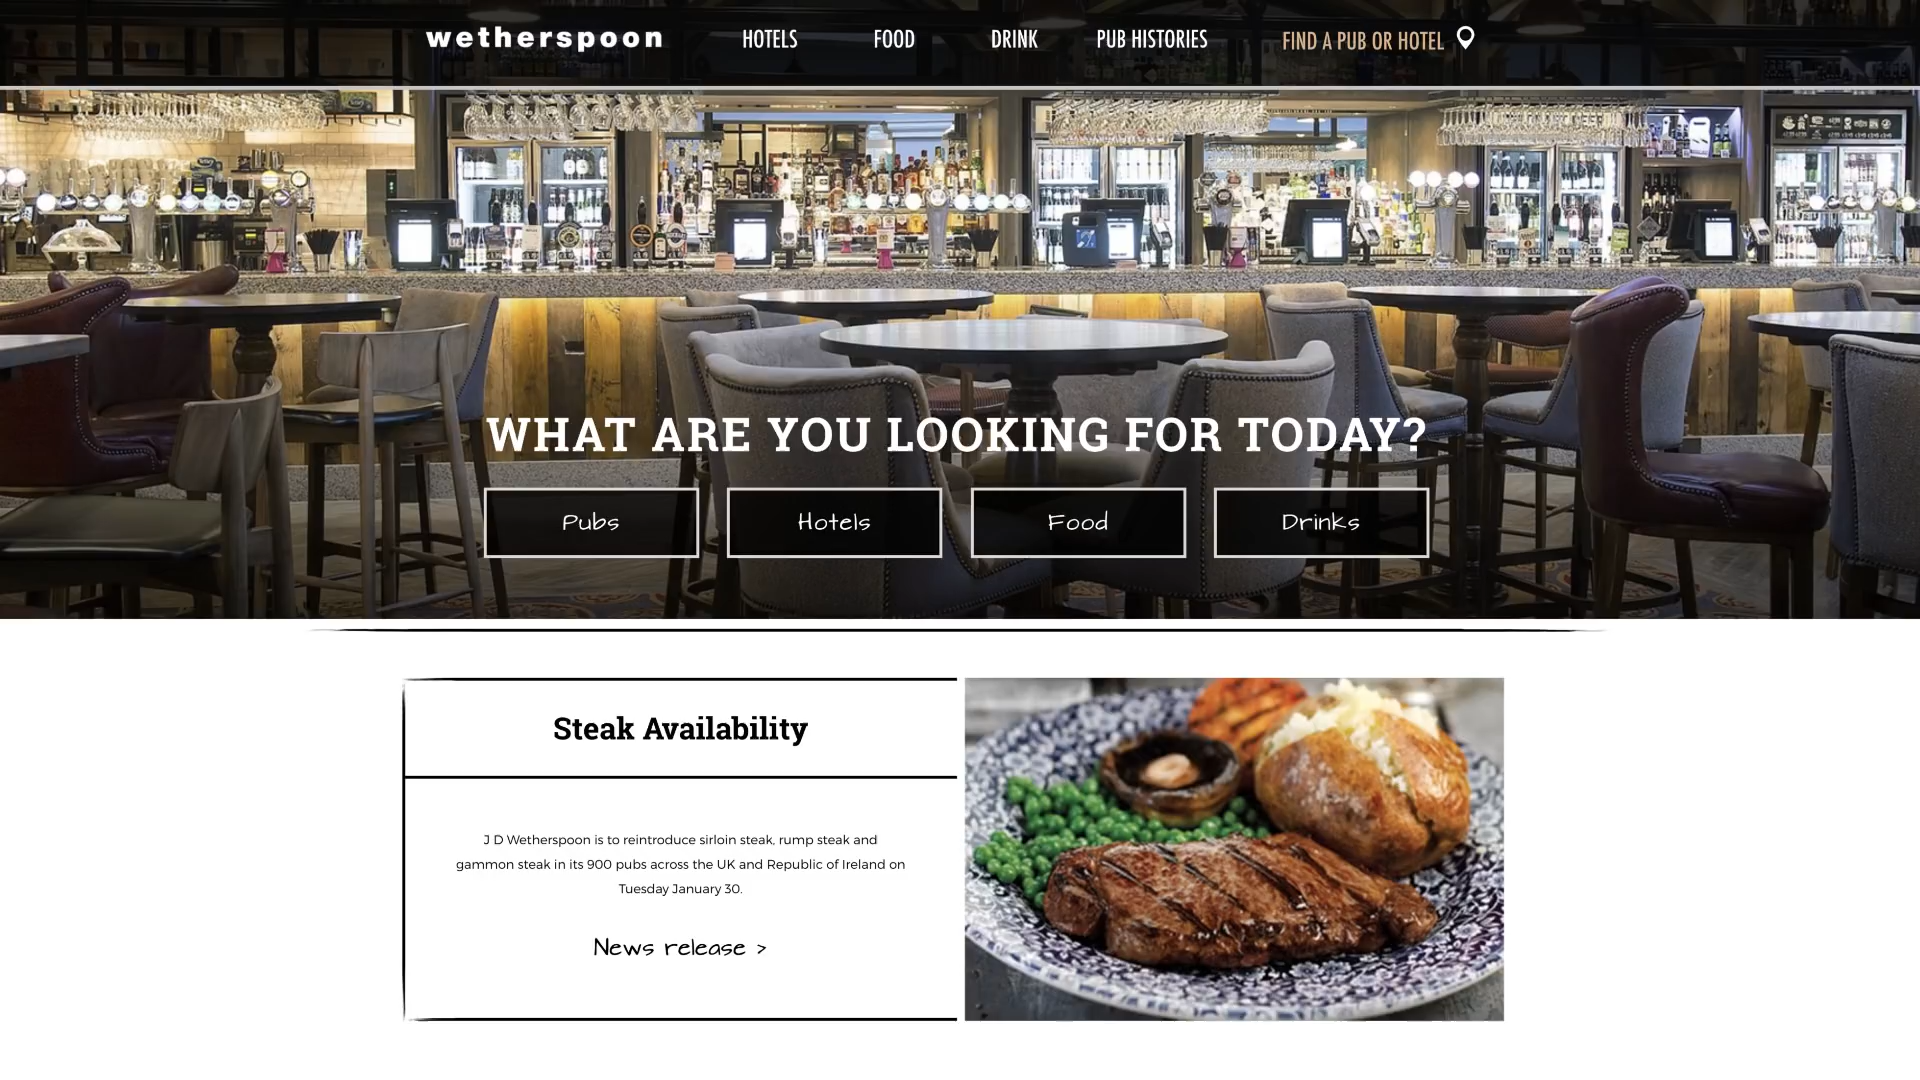 wetherspoon
HOTELS
FOOD
DRINK
PUB HISTORIES
FIND A PUB OR HOTEL
WHAT ARE YOU LOOKING FOR TODAY?
Pubs
Hotels
Food
Drinks
Steak Availability
J D Wetherspoon is to reintroduce sirloin steak, rump steak and
gammon steak in its 900 pubs across the UK and Republic of Ireland on
Tuesday January 30.
News release >